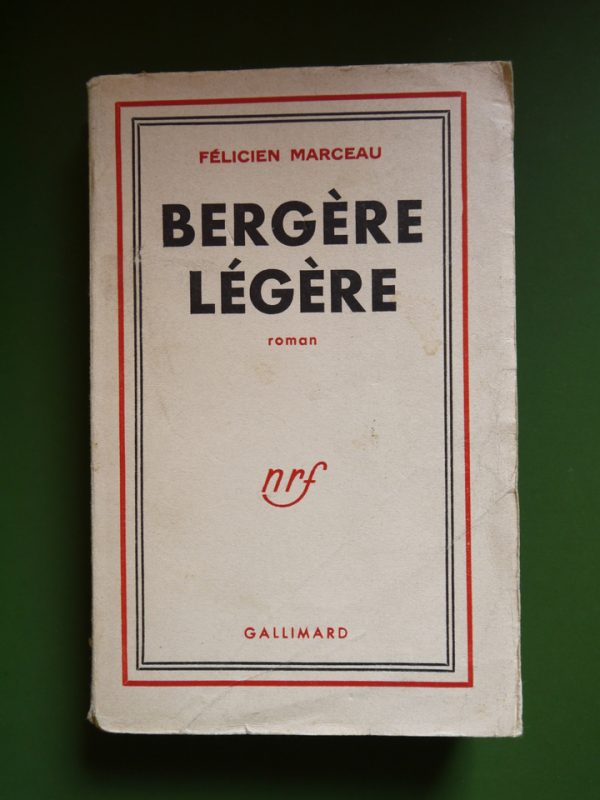 FÉLICIEN MARCEAU
BERGÈRE
LÉGÈRE
roman
nrf
GALLIMARD